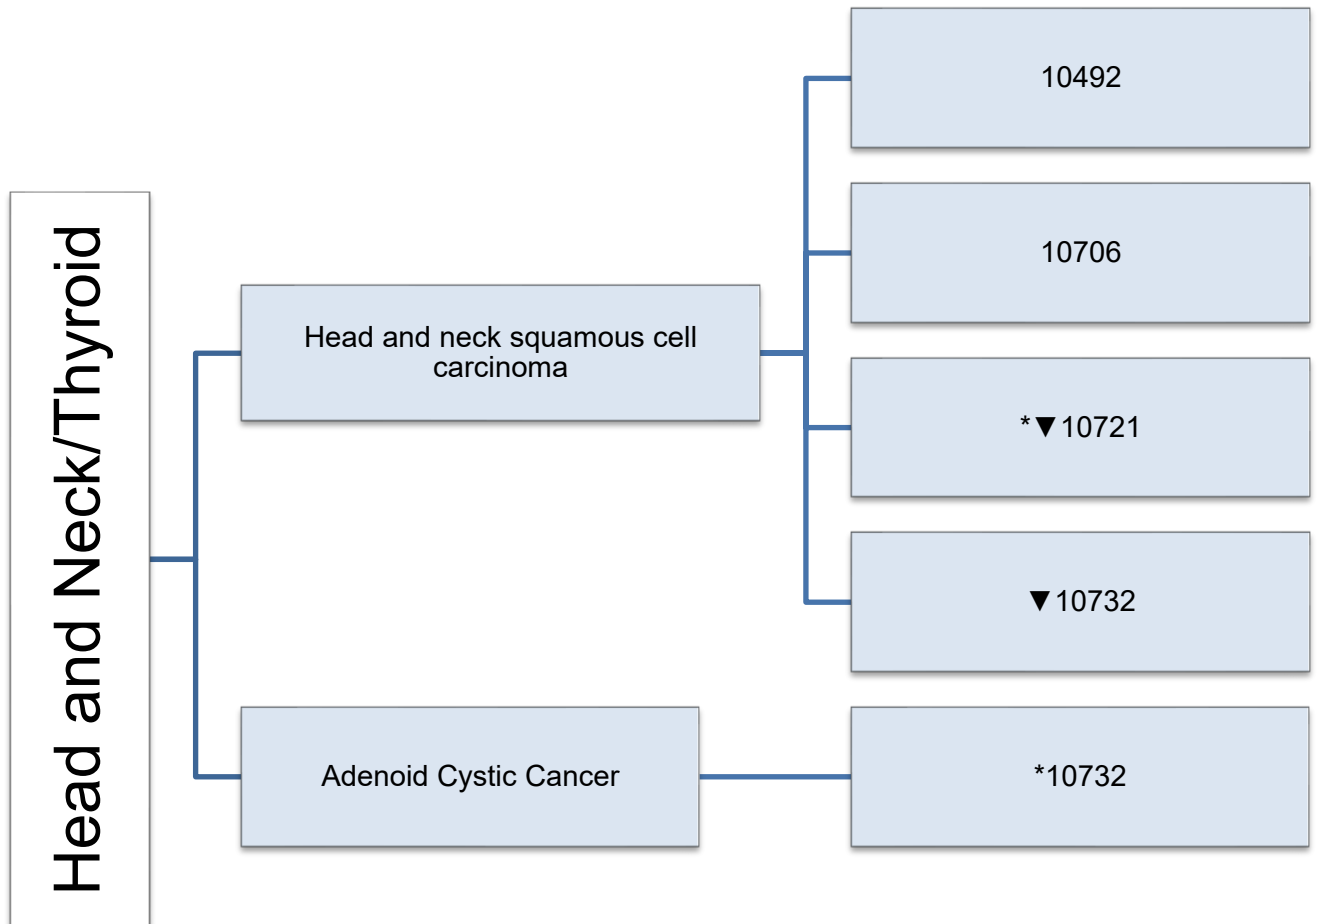 Head and Neck/Thyroid
Head and neck squamous cell
carcinoma
10492
10706
*▼10721
▼10732
Adenoid Cystic Cancer
*10732